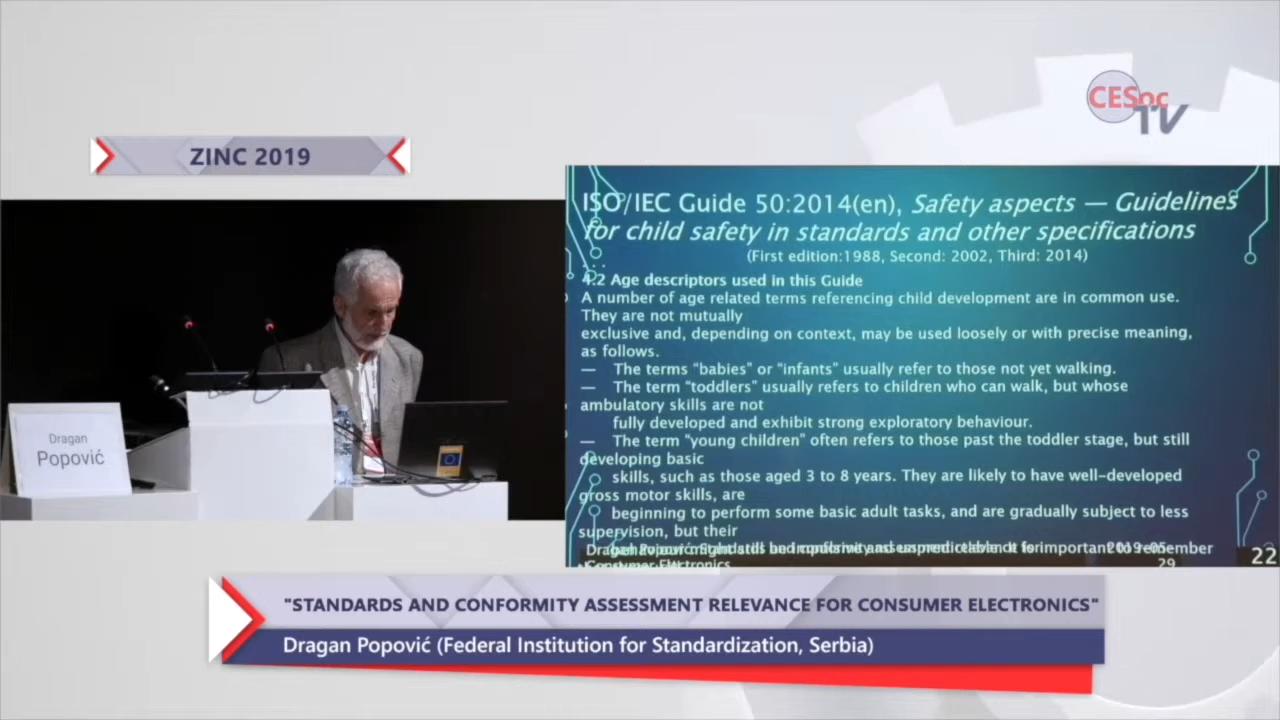 CESoc
TV
ZINC 2019
ISO/IEC Guide 50:2014(en), Safety aspects — Guidelines
for child safety in standards and other specifications
(First edition:1988, Second: 2002, Third: 2014)
4.2 Age descriptors used in this Guide
A number of age related terms referencing child development are in common use.
They are not mutually
exclusive and, depending on context, may be used loosely or with precise meaning,
as follows.
— The terms “babies” or “infants” usually refer to those not yet walking.
— The term “toddlers” usually refers to children who can walk, but whose
ambulatory skills are not
fully developed and exhibit strong exploratory behaviour.
— The term “young children” often refers to those past the toddler stage, but still
developing basic
skills, such as those aged 3 to 8 years. They are likely to have well-developed
gross motor skills, are
beginning to perform some basic adult tasks, and are gradually subject to less
supervision, but their
important to remember
Consumer Electronics
2019-05-
29
22
Dragan
Popović
"STANDARDS AND CONFORMITY ASSESSMENT RELEVANCE FOR CONSUMER ELECTRONICS"
Dragan Popović (Federal Institution for Standardization, Serbia)